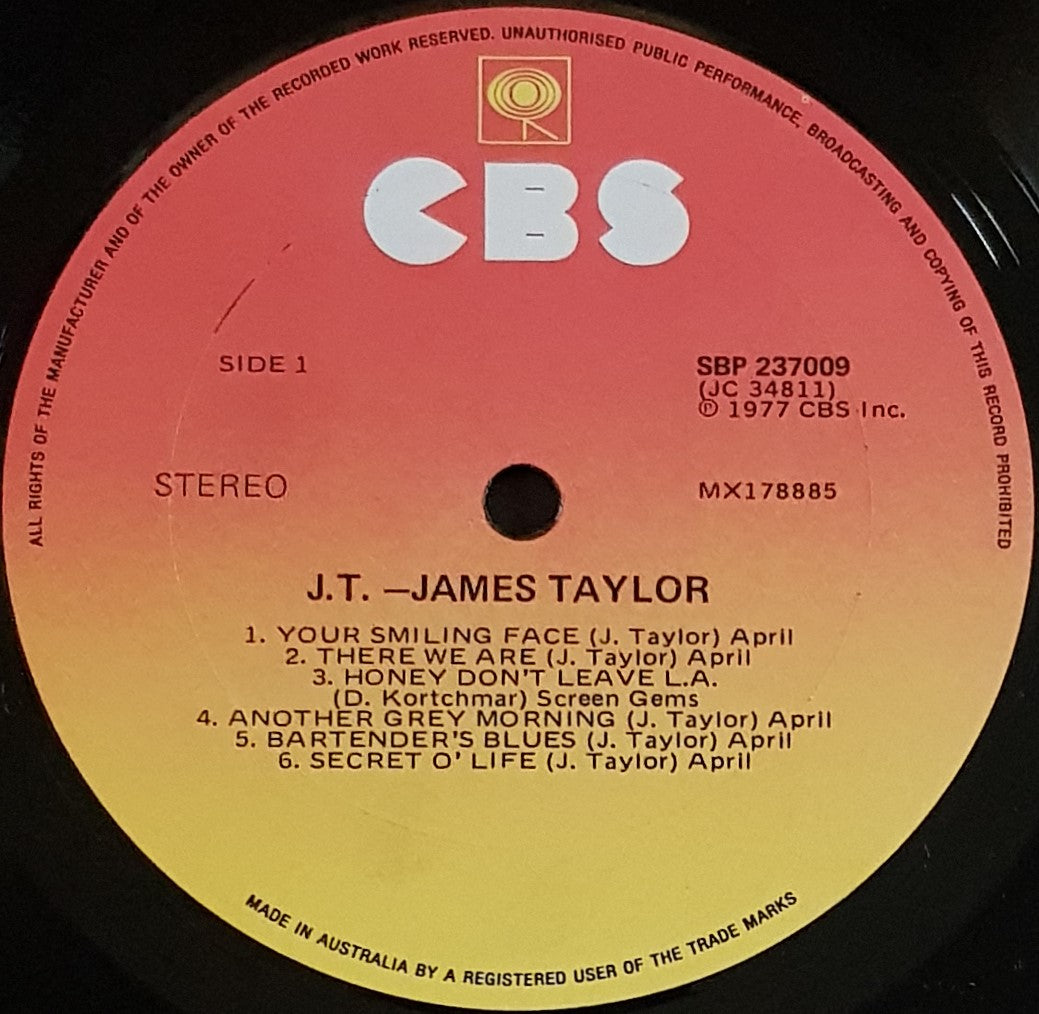 ALL RIGHTS OF THE MANUFACTURER AND OF THE OWNER OF THE RECORDED WORK RESERVED. UNAUTHORISED PUBLIC PERFORMANCE, BROADCASTING AND COPYING OF THIS RECORD PROHIBITED
CBS
SIDE 1
SBP 237009
(JC 34811)
℗ 1977 CBS Inc.
STEREO
MX178885
J.T. —JAMES TAYLOR
1. YOUR SMILING FACE (J. Taylor) April
2. THERE WE ARE (J. Taylor) April
3. HONEY DON'T LEAVE L.A.
(D. Kortchmar) Screen Gems
4. ANOTHER GREY MORNING (J. Taylor) April
5. BARTENDER'S BLUES (J. Taylor) April
6. SECRET O' LIFE (J. Taylor) April
MADE IN AUSTRALIA BY A REGISTERED USER OF THE TRADE MARKS